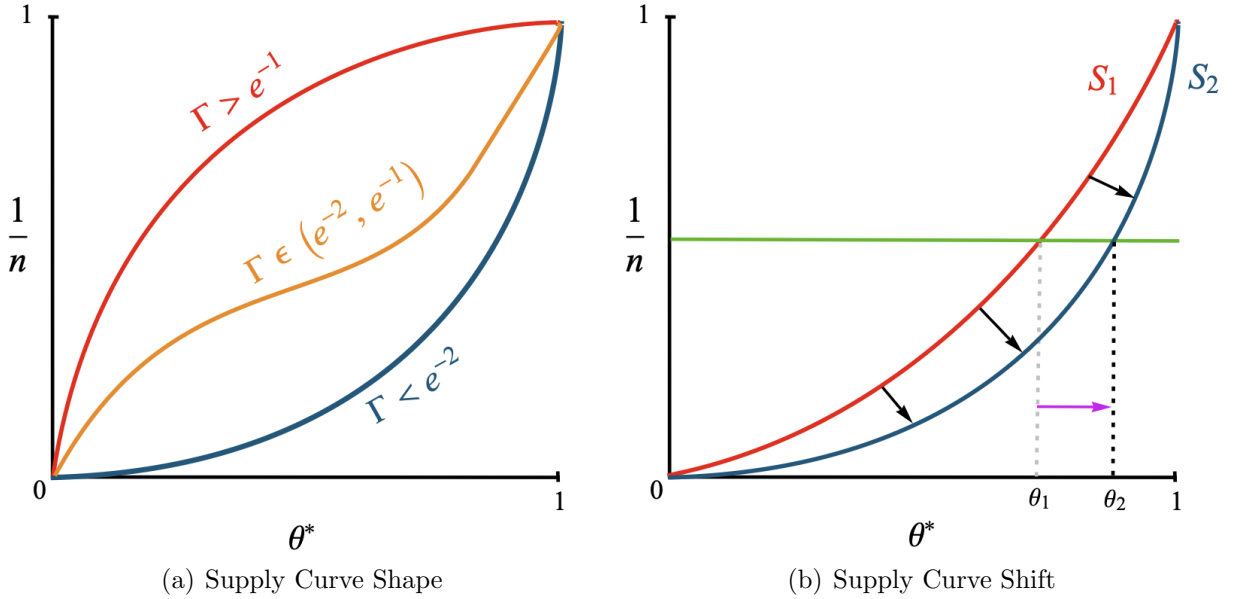 1
Γ > e⁻¹
Γ ϵ (e⁻², e⁻¹)
Γ < e⁻²
1
n
0
1
θ*
(a) Supply Curve Shape
1
S₁
S₂
1
n
0
θ₁
θ₂
1
θ*
(b) Supply Curve Shift